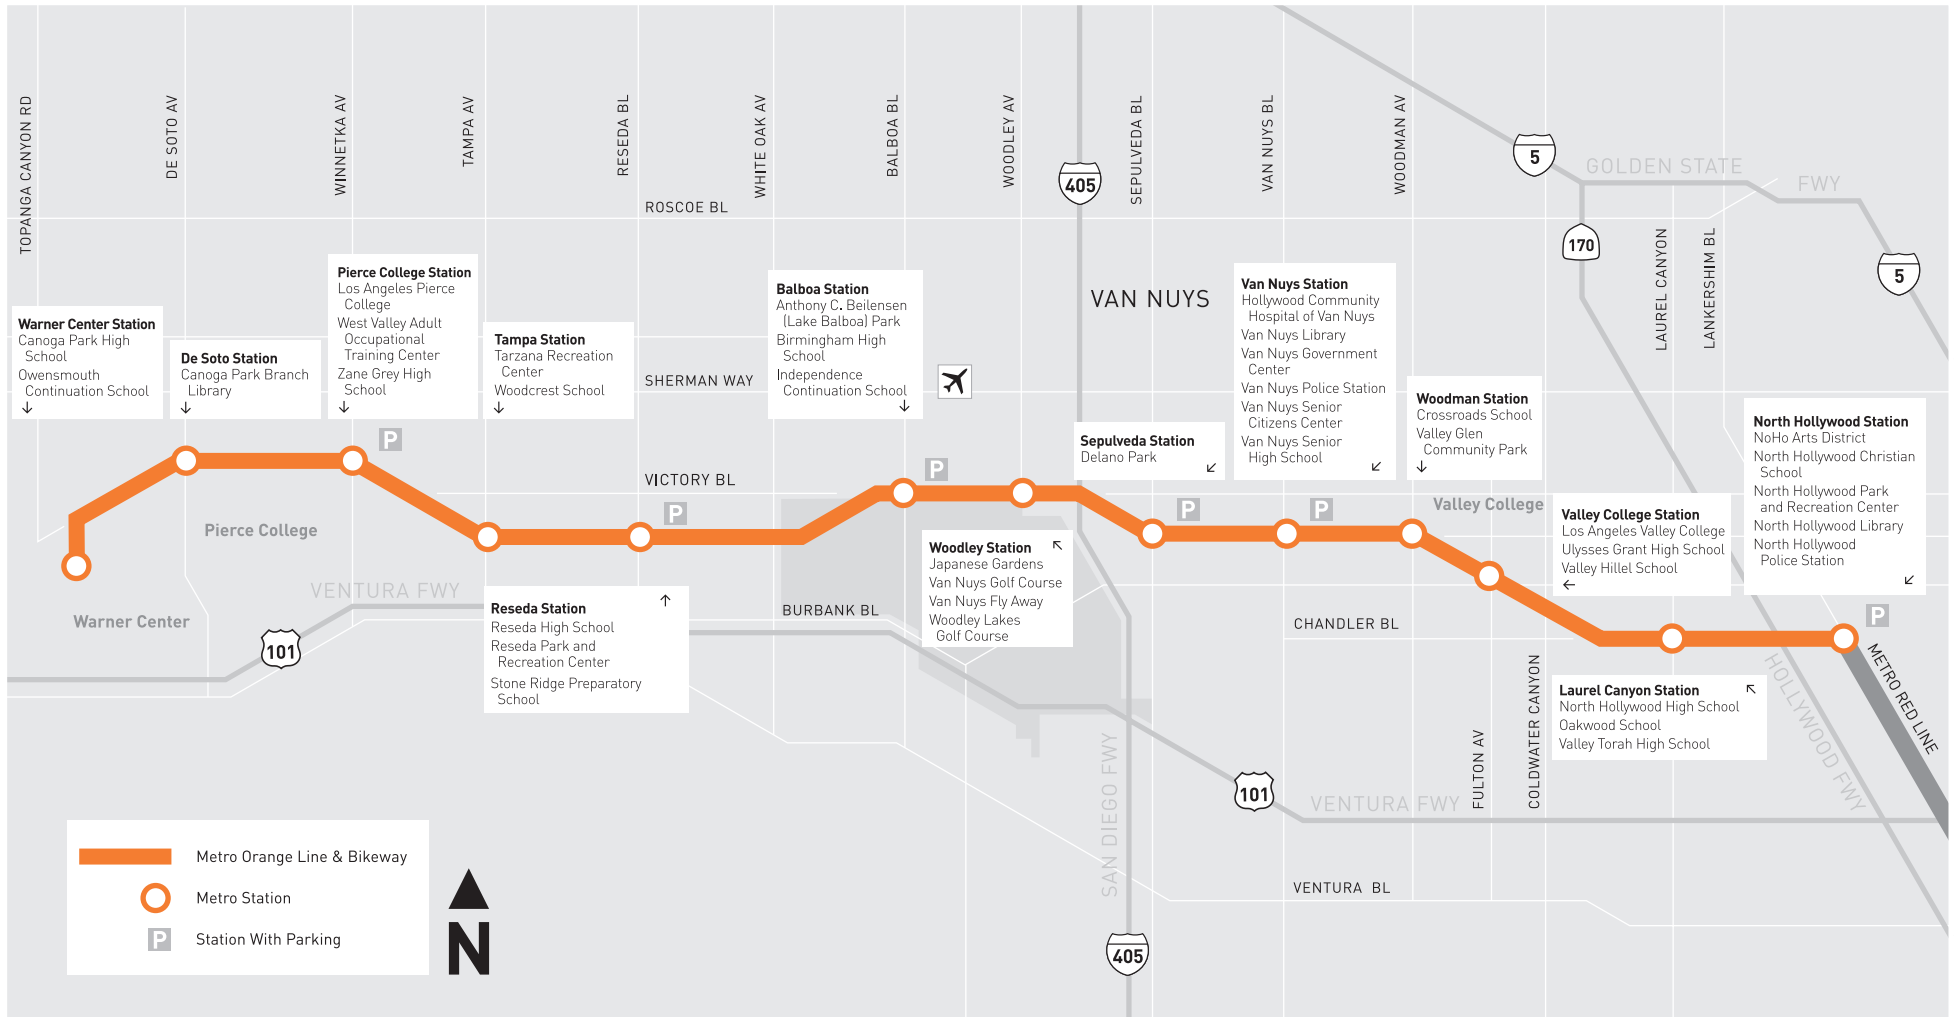 TOPANGA CANYON RD
DE SOTO AV
WINNETKA AV
TAMPA AV
RESEDA BL
WHITE OAK AV
BALBOA BL
WOODLEY AV
405
SEPULVEDA BL
VAN NUYS BL
WOODMAN AV
5
GOLDEN STATE
FWY
170
LAUREL CANYON
LANKERSHIM BL
5
ROSCOE BL
VAN NUYS
SHERMAN WAY
Warner Center Station
Canoga Park High
School
Owensmouth
Continuation School
De Soto Station
Canoga Park Branch
Library
Pierce College Station
Los Angeles Pierce
College
West Valley Adult
Occupational
Training Center
Zane Grey High
School
Tampa Station
Tarzana Recreation
Center
Woodcrest School
Balboa Station
Anthony C. Beilensen
(Lake Balboa) Park
Birmingham High
School
Independence
Continuation School
Sepulveda Station
Delano Park
Van Nuys Station
Hollywood Community
Hospital of Van Nuys
Van Nuys Library
Van Nuys Government
Center
Van Nuys Police Station
Van Nuys Senior
Citizens Center
Van Nuys Senior
High School
Woodman Station
Crossroads School
Valley Glen
Community Park
North Hollywood Station
NoHo Arts District
North Hollywood Christian
School
North Hollywood Park
and Recreation Center
North Hollywood Library
North Hollywood
Police Station
P
P
P
P
P
P
VICTORY BL
Valley College
Valley College Station
Los Angeles Valley College
Ulysses Grant High School
Valley Hillel School
Pierce College
Woodley Station
Japanese Gardens
Van Nuys Golf Course
Van Nuys Fly Away
Woodley Lakes
Golf Course
VENTURA FWY
Warner Center
101
Reseda Station
Reseda High School
Reseda Park and
Recreation Center
Stone Ridge Preparatory
School
BURBANK BL
CHANDLER BL
Laurel Canyon Station
North Hollywood High School
Oakwood School
Valley Torah High School
HOLLYWOOD FWY
METRO RED LINE
FULTON AV
COLDWATER CANYON
SAN DIEGO FWY
101
VENTURA FWY
VENTURA BL
405
Metro Orange Line & Bikeway
Metro Station
P
Station With Parking
N